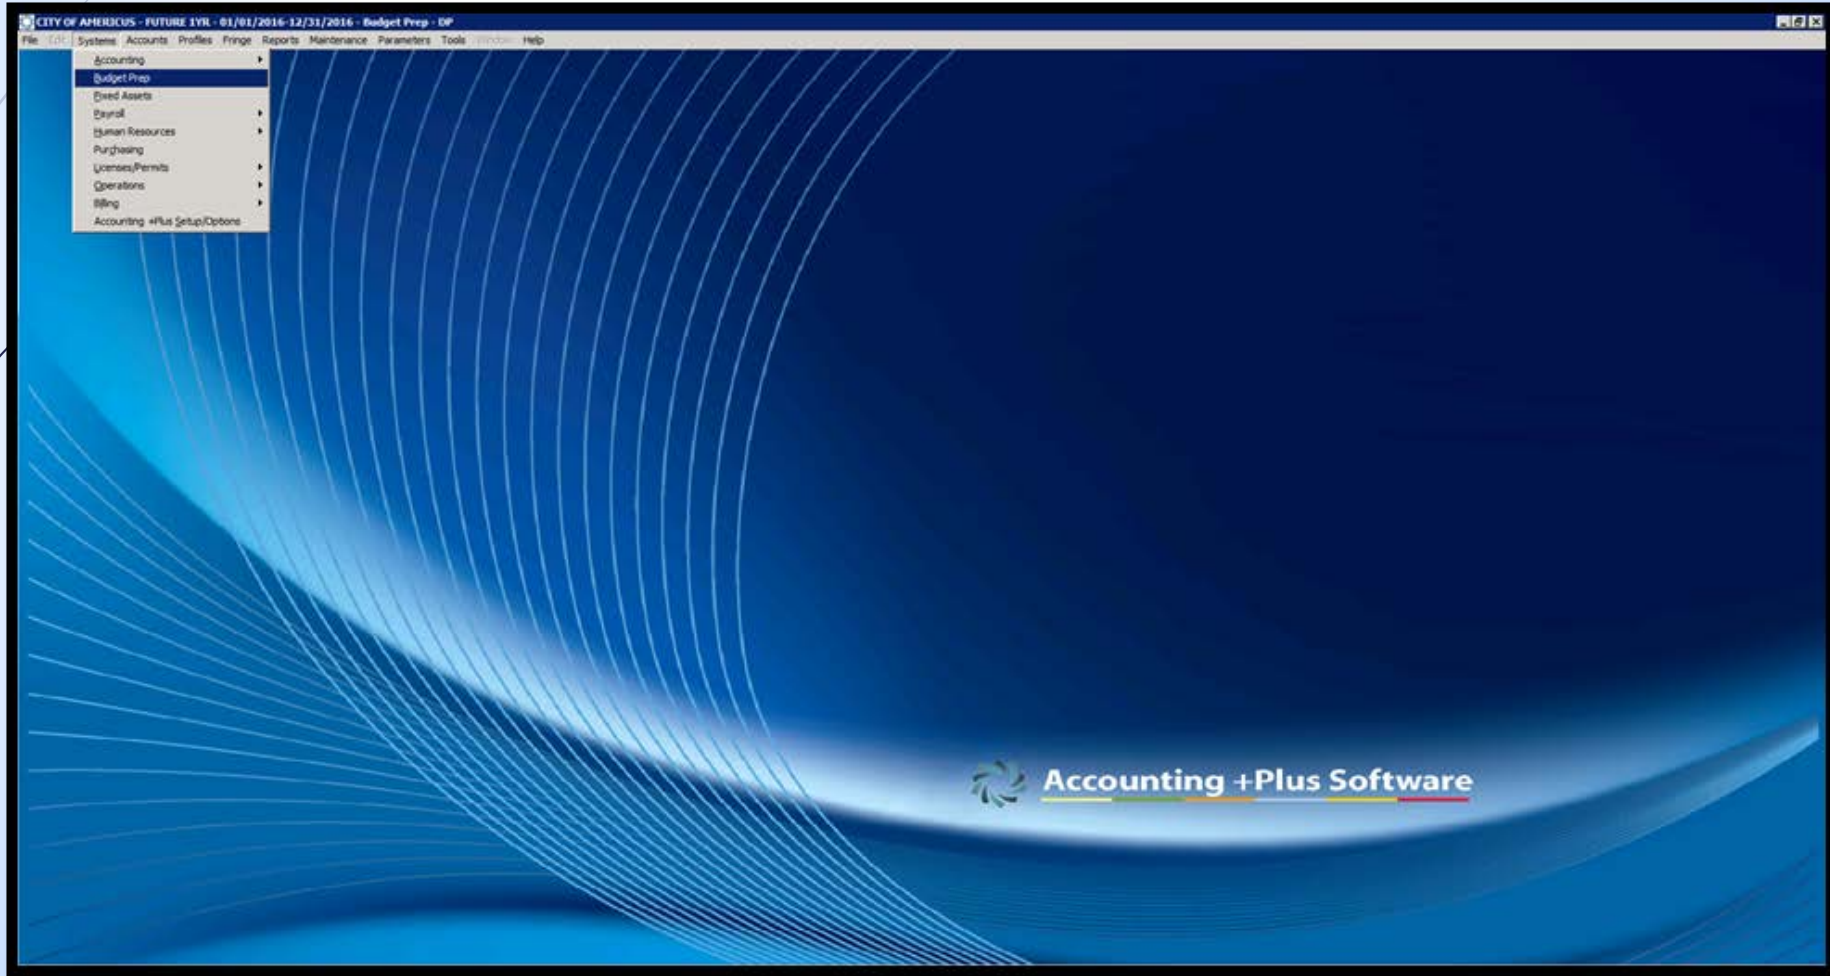 CITY OF AMERICUS - FUTURE 1YR - 01/01/2016-12/31/2016 - Budget Prep - DP
File Edit Systems Accounts Profiles Fringe Reports Maintenance Parameters Tools Window Help
Accounting
Budget Prep
Fixed Assets
Payroll
Human Resources
Purchasing
Licenses/Permits
Operations
Billing
Accounting +Plus Setup/Options
Accounting +Plus Software